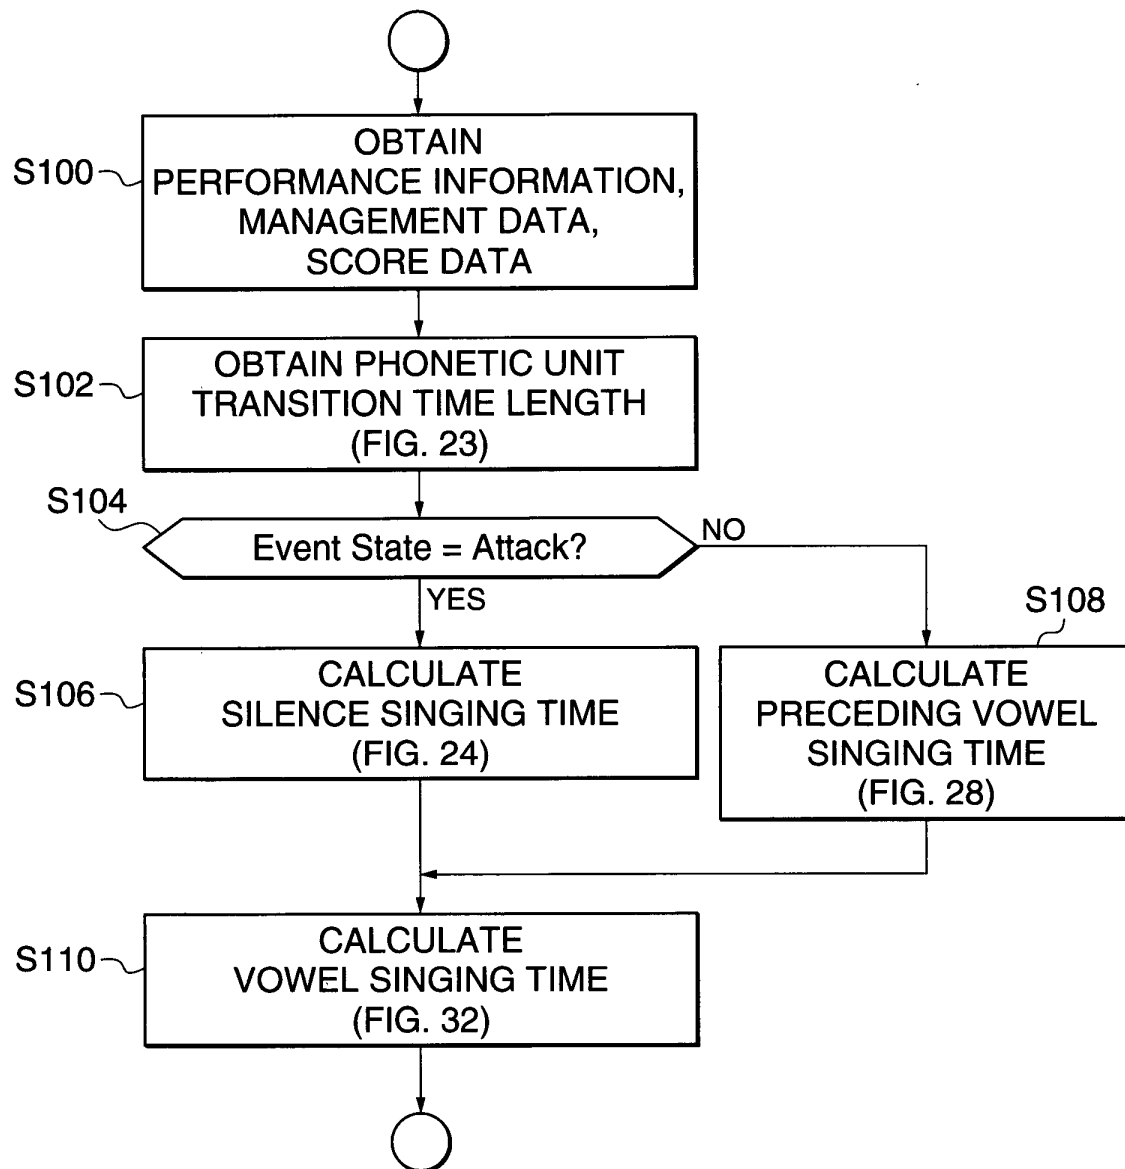 S100
OBTAIN
PERFORMANCE INFORMATION,
MANAGEMENT DATA,
SCORE DATA
S102
OBTAIN PHONETIC UNIT
TRANSITION TIME LENGTH
(FIG. 23)
S104
Event State = Attack?
NO
YES
S106
CALCULATE
SILENCE SINGING TIME
(FIG. 24)
S108
CALCULATE
PRECEDING VOWEL
SINGING TIME
(FIG. 28)
S110
CALCULATE
VOWEL SINGING TIME
(FIG. 32)